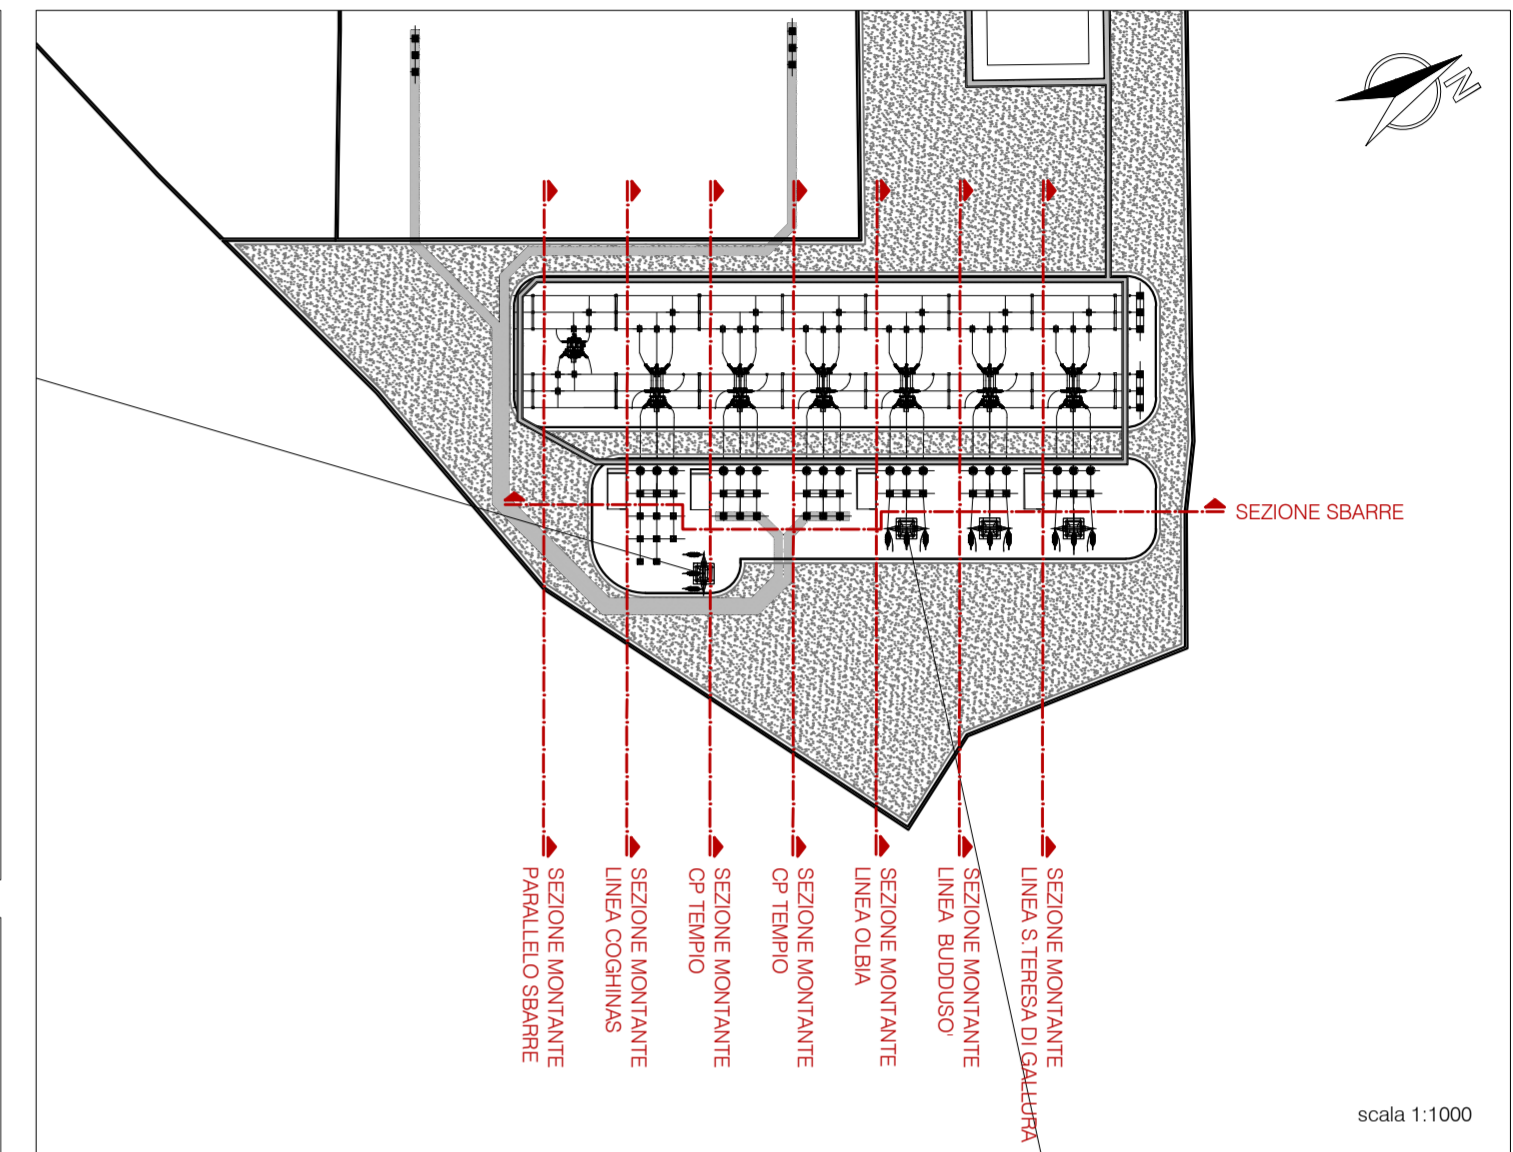 N
SEZIONE SBARRE
SEZIONE MONTANTE
PARALLELO SBARRE
SEZIONE MONTANTE
LINEA COGHINAS
SEZIONE MONTANTE
CP TEMPIO
SEZIONE MONTANTE
CP TEMPIO
SEZIONE MONTANTE
LINEA OLBIA
SEZIONE MONTANTE
LINEA BUDDUSO'
SEZIONE MONTANTE
LINEA S.TERESA DI GALLURA
scala 1:1000